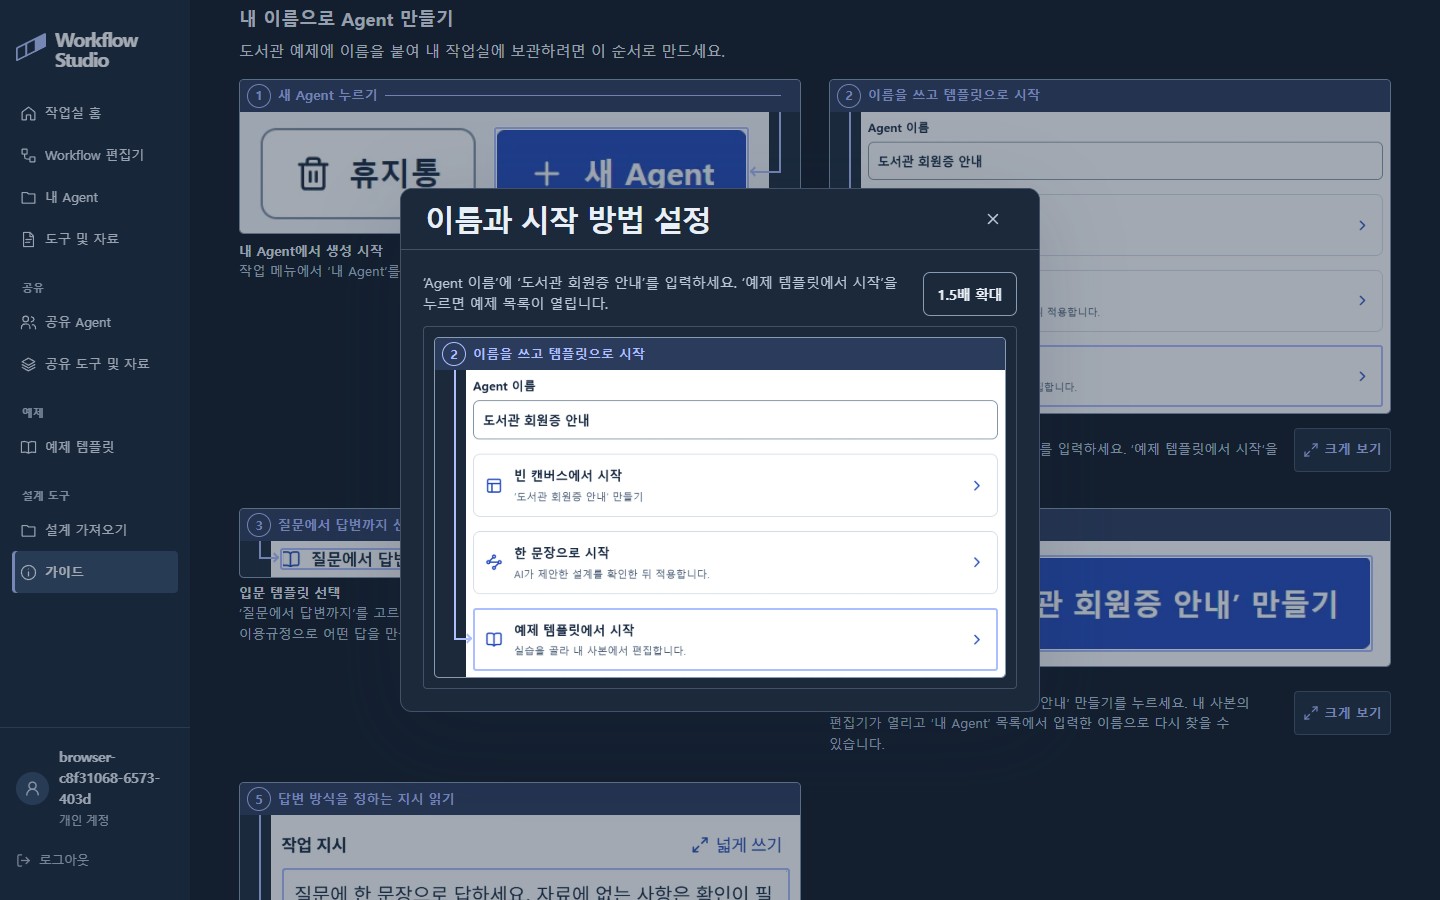 Workflow
Studio
작업실 홈
Workflow 편집기
내 Agent
도구 및 자료
공유
공유 Agent
공유 도구 및 자료
예제
예제 템플릿
설계 도구
설계 가져오기
가이드
browser-
c8f31068-6573-
403d
개인 계정
로그아웃
내 이름으로 Agent 만들기
도서관 예제에 이름을 붙여 내 작업실에 보관하려면 이 순서로 만드세요.
1 새 Agent 누르기
휴지통
+ 새 Agent
내 Agent에서 생성 시작
작업 메뉴에서 '내 Agent'를
2 이름을 쓰고 템플릿으로 시작
Agent 이름
도서관 회원증 안내
적용합니다.
합니다.
를 입력하세요. '예제 템플릿에서 시작'을
크게 보기
이름과 시작 방법 설정
'Agent 이름'에 '도서관 회원증 안내'를 입력하세요. '예제 템플릿에서 시작'을
누르면 예제 목록이 열립니다.
1.5배 확대
2 이름을 쓰고 템플릿으로 시작
Agent 이름
도서관 회원증 안내
빈 캔버스에서 시작
'도서관 회원증 안내' 만들기
한 문장으로 시작
AI가 제안한 설계를 확인한 뒤 적용합니다.
예제 템플릿에서 시작
실습을 골라 내 사본에서 편집합니다.
3 질문에서 답변까지
질문에서 답변
입문 템플릿 선택
'질문에서 답변까지'를 고르
이용규정으로 어떤 답을 만
관 회원증 안내' 만들기
안내' 만들기를 누르세요. 내 사본의
편집기가 열리고 '내 Agent' 목록에서 입력한 이름으로 다시 찾을 수
있습니다.
크게 보기
5 답변 방식을 정하는 지시 읽기
작업 지시
넓게 쓰기
질문에 한 문장으로 답하세요. 자료에 없는 사항은 확인이 필